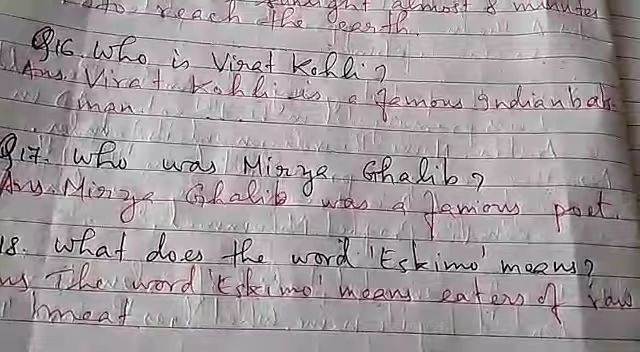 to reach the earth.
Q16. Who is Virat Kohli?
Ans. Virat Kohli is a famous Indian bats
man.
Q17. Who was Mirza Ghalib?
Ans. Mirza Ghalib was a famous poet.
18. What does the word 'Eskimo' means?
ns The word 'Eskimo' means eaters of raw
meat